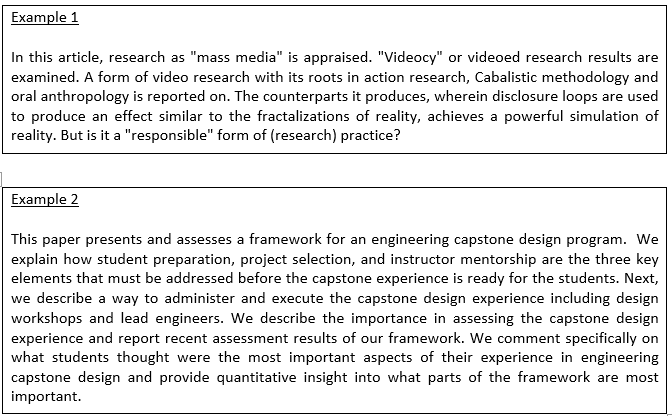 Example 1
In this article, research as "mass media" is appraised. "Videocy" or videoed research results are
examined. A form of video research with its roots in action research, Cabalistic methodology and
oral anthropology is reported on. The counterparts it produces, wherein disclosure loops are used
to produce an effect similar to the fractalizations of reality, achieves a powerful simulation of
reality. But is it a "responsible" form of (research) practice?
Example 2
This paper presents and assesses a framework for an engineering capstone design program.  We
explain how student preparation, project selection, and instructor mentorship are the three key
elements that must be addressed before the capstone experience is ready for the students. Next,
we describe a way to administer and execute the capstone design experience including design
workshops and lead engineers. We describe the importance in assessing the capstone design
experience and report recent assessment results of our framework. We comment specifically on
what students thought were the most important aspects of their experience in engineering
capstone design and provide quantitative insight into what parts of the framework are most
important.